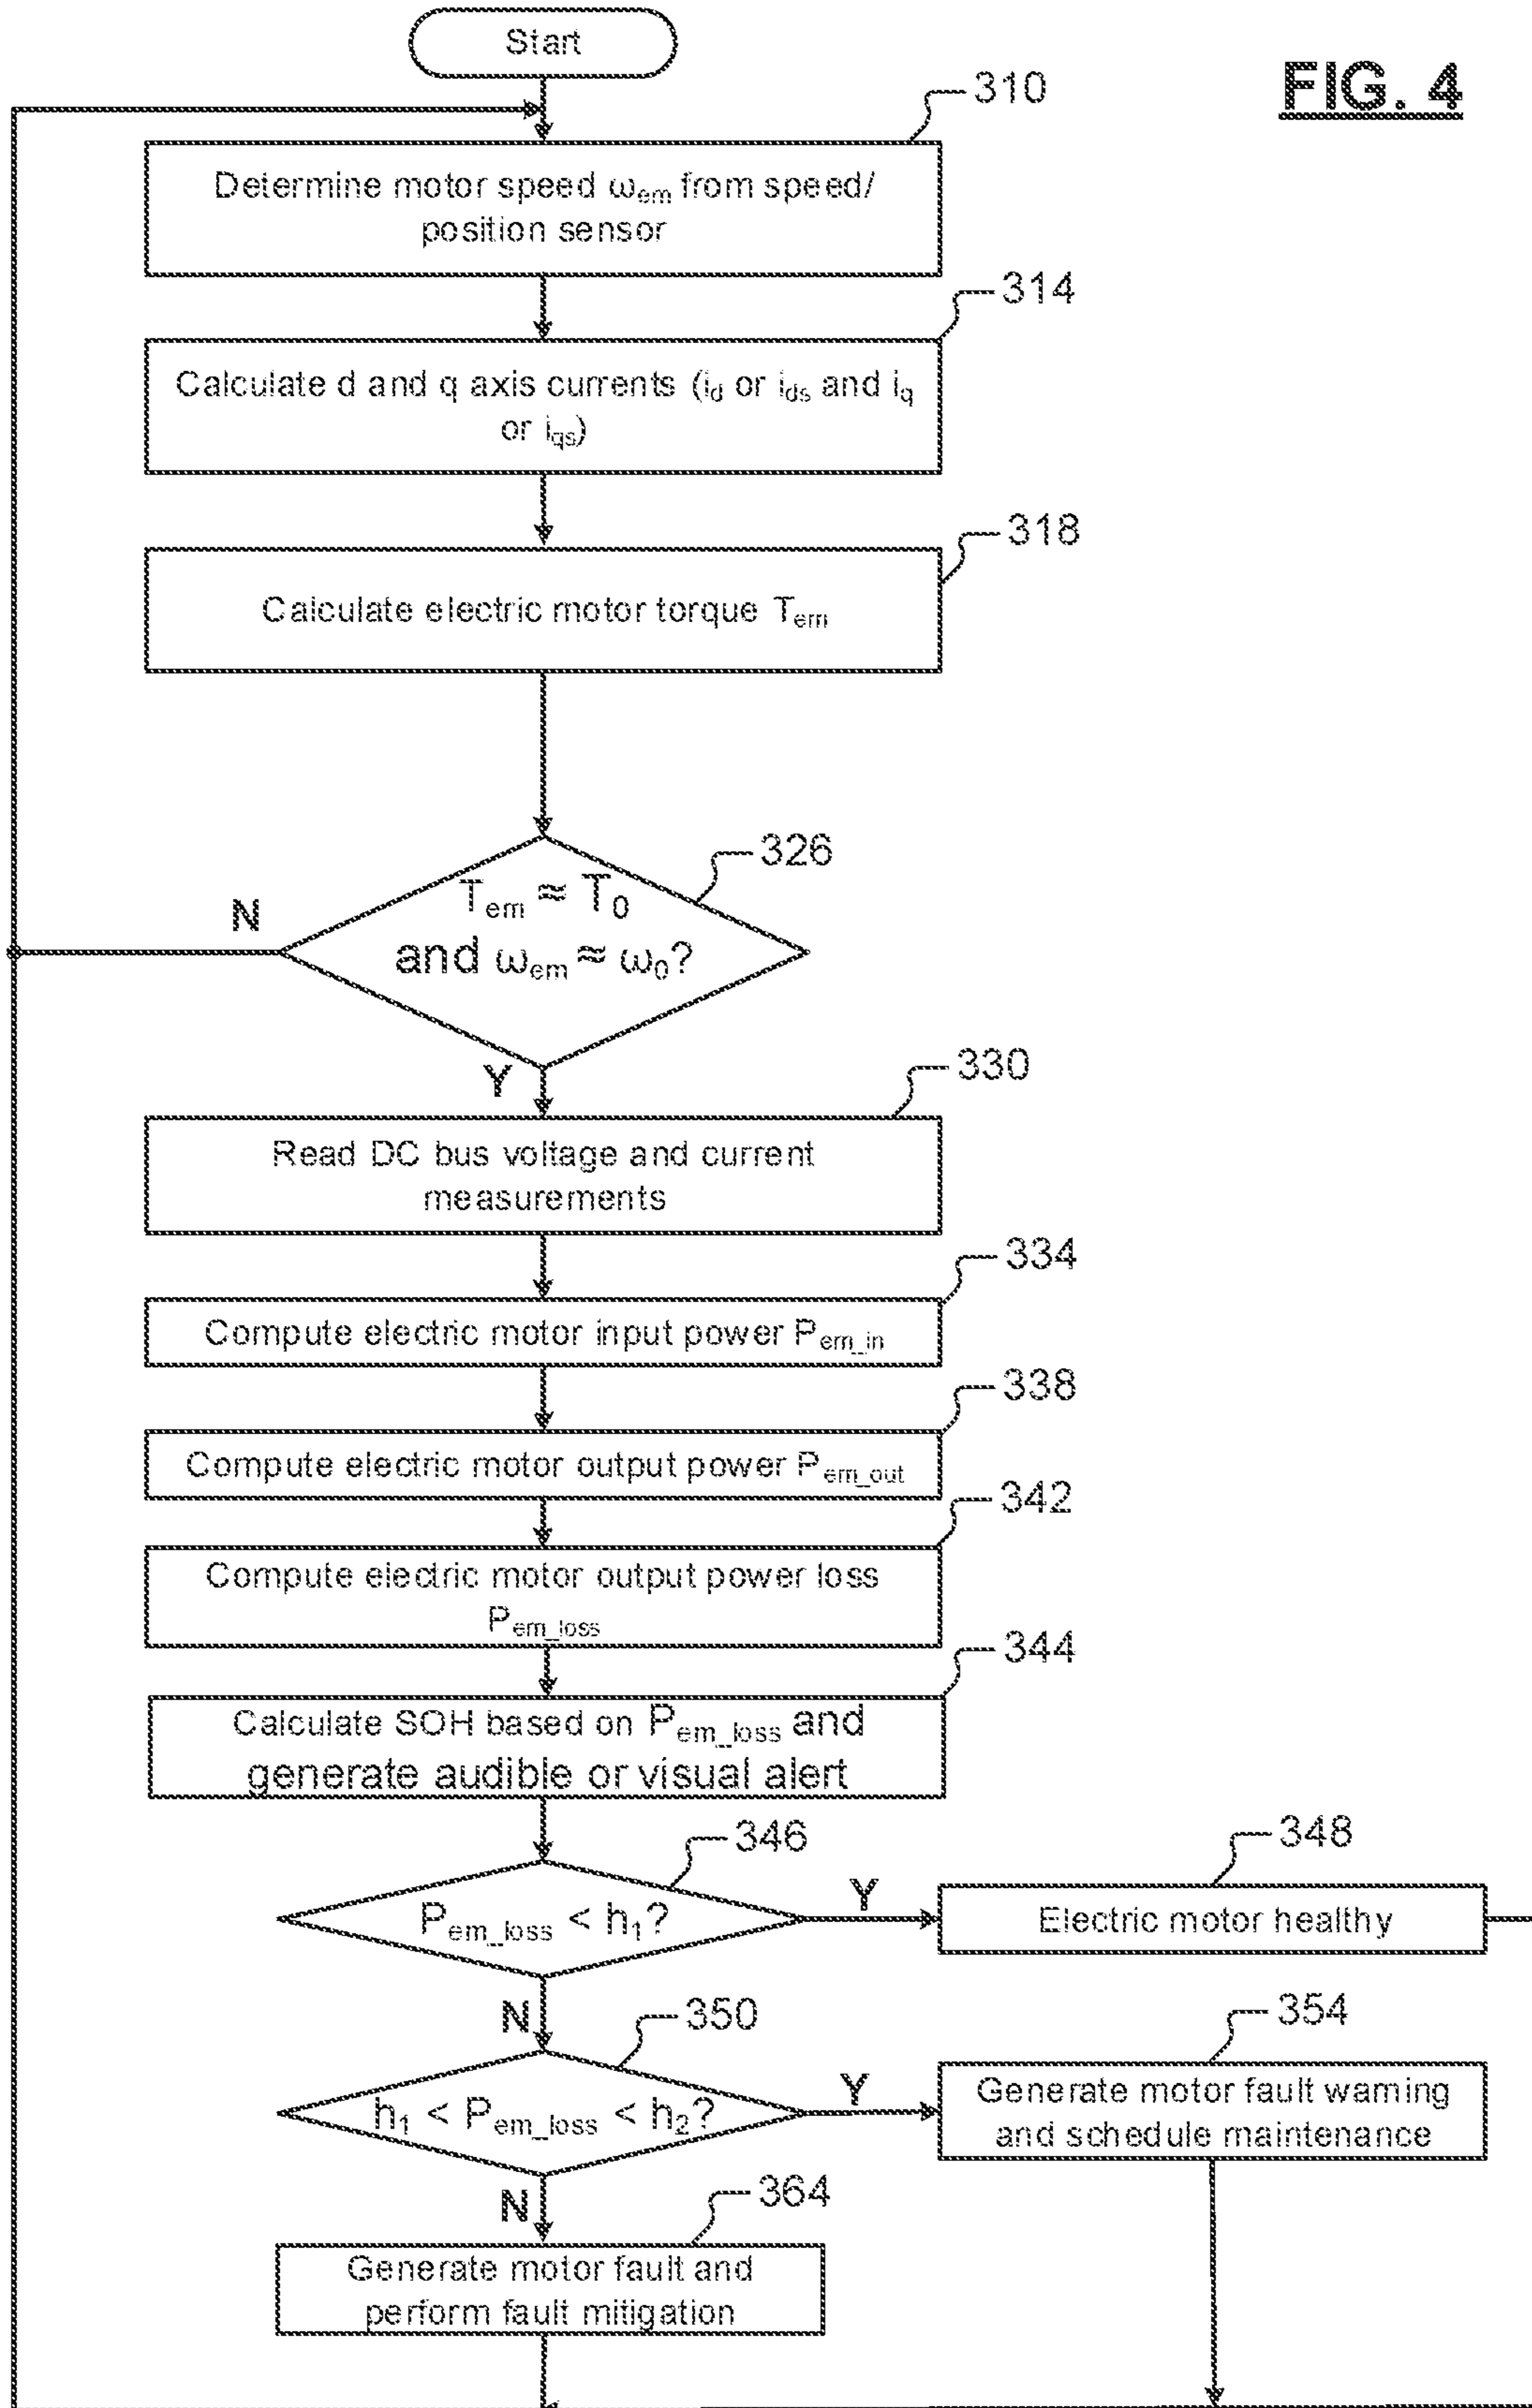 Start
FIG. 4
310
Determine motor speed ωem from speed/
position sensor
314
Calculate d and q axis currents (id or ids and iq
or iqs)
318
Calculate electric motor torque Tem
326
Tem ≈ T0
and ωem ≈ ω0?
N
Y
330
Read DC bus voltage and current
measurements
334
Compute electric motor input power Pem_in
338
Compute electric motor output power Pem_out
342
Compute electric motor output power loss
Pem_loss
344
Calculate SOH based on Pem_loss and
generate audible or visual alert
346
Pem_loss < h1?
Y
348
Electric motor healthy
N
350
h1 < Pem_loss < h2?
Y
354
Generate motor fault warning
and schedule maintenance
N
364
Generate motor fault and
perform fault mitigation